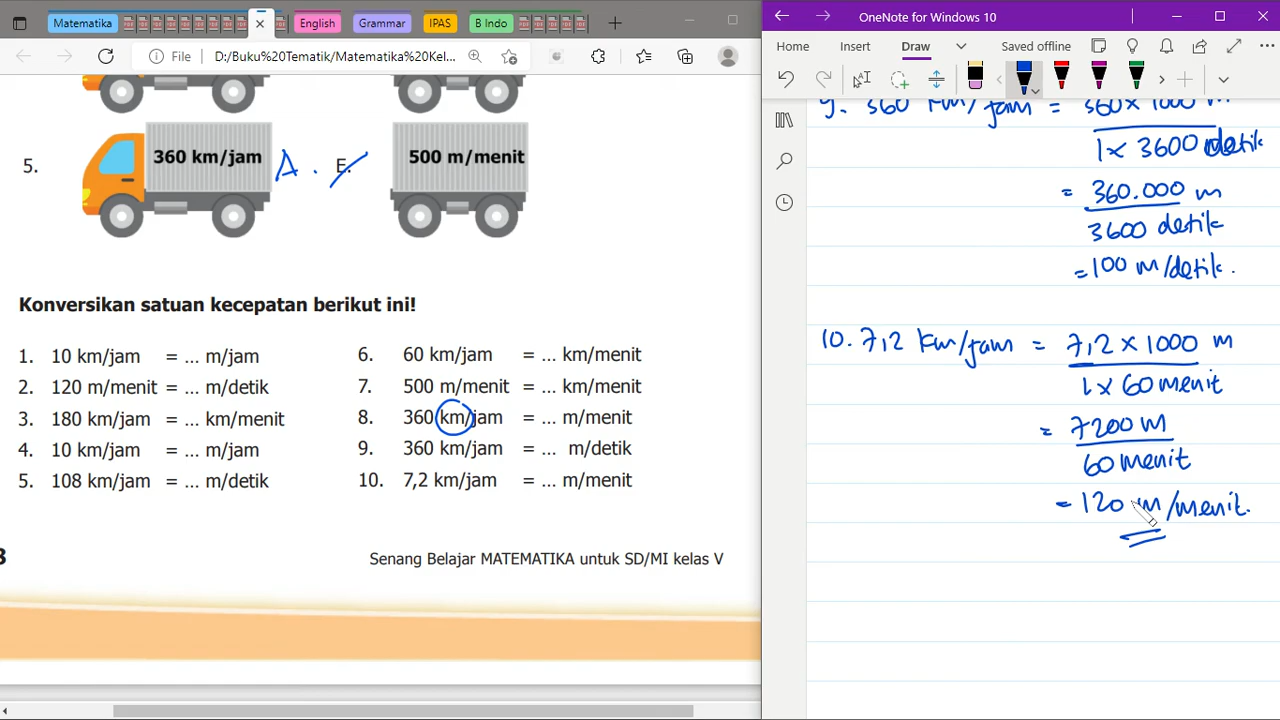 Matematika
English
Grammar
IPAS
B Indo
File
D:/Buku%20Tematik/Matematika%20Kel...
5.
360 km/jam
A.
E.
500 m/menit
Konversikan satuan kecepatan berikut ini!
1. 10 km/jam = ... m/jam
2. 120 m/menit = ... m/detik
3. 180 km/jam = ... km/menit
4. 10 km/jam = ... m/jam
5. 108 km/jam = ... m/detik
6. 60 km/jam = ... km/menit
7. 500 m/menit = ... km/menit
8. 360 km/jam = ... m/menit
9. 360 km/jam = ... m/detik
10. 7,2 km/jam = ... m/menit
3
Senang Belajar MATEMATIKA untuk SD/MI kelas V
OneNote for Windows 10
Home
Insert
Draw
Saved offline
9. 360 km/jam = 360 x 1000 m
1 x 3600 detik
= 360.000 m
3600 detik
= 100 m/detik.
10. 7,2 km/jam = 7,2 x 1000 m
1 x 60 menit
= 7200 m
60 menit
= 120 m/menit.